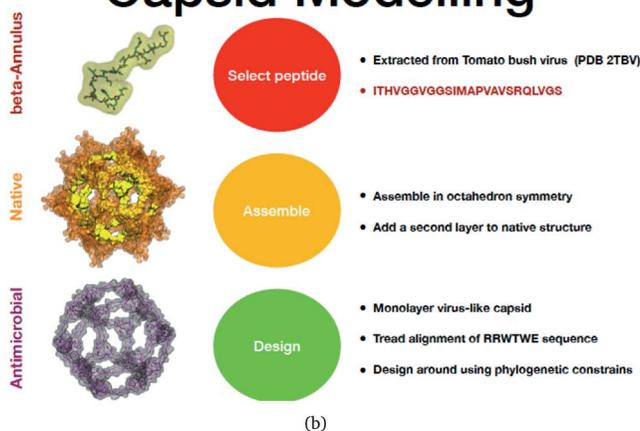 Capsid Modelling
beta-Annulus
Select peptide
• Extracted from Tomato bush virus (PDB 2TBV)
• ITHVGGVGGSIMAPVAVSRQLVGS
Native
Assemble
• Assemble in octahedron symmetry
• Add a second layer to native structure
Antimicrobial
Design
• Monolayer virus-like capsid
• Tread alignment of RRWTWE sequence
• Design around using phylogenetic constrains
(b)